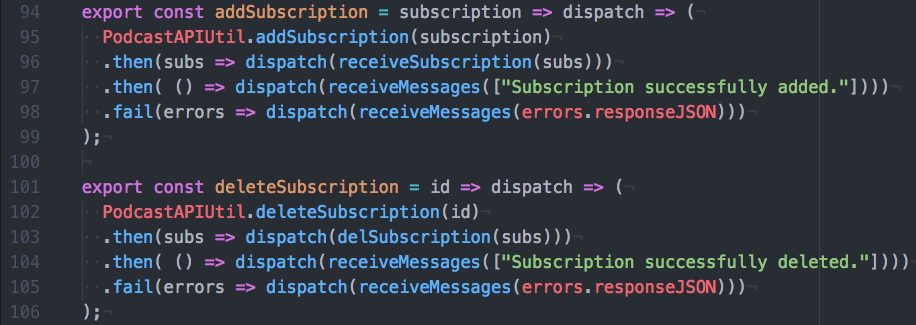 94 export const addSubscription = subscription => dispatch => (¬
95 ··PodcastAPIUtil.addSubscription(subscription)¬
96 ··.then(subs => dispatch(receiveSubscription(subs)))¬
97 ··.then( () => dispatch(receiveMessages(["Subscription successfully added."])))¬
98 ··.fail(errors => dispatch(receiveMessages(errors.responseJSON)))¬
99 );¬
100 ¬
101 export const deleteSubscription = id => dispatch => (¬
102 ··PodcastAPIUtil.deleteSubscription(id)¬
103 ··.then(subs => dispatch(delSubscription(subs)))¬
104 ··.then( () => dispatch(receiveMessages(["Subscription successfully deleted."])))¬
105 ··.fail(errors => dispatch(receiveMessages(errors.responseJSON)))¬
106 );¬